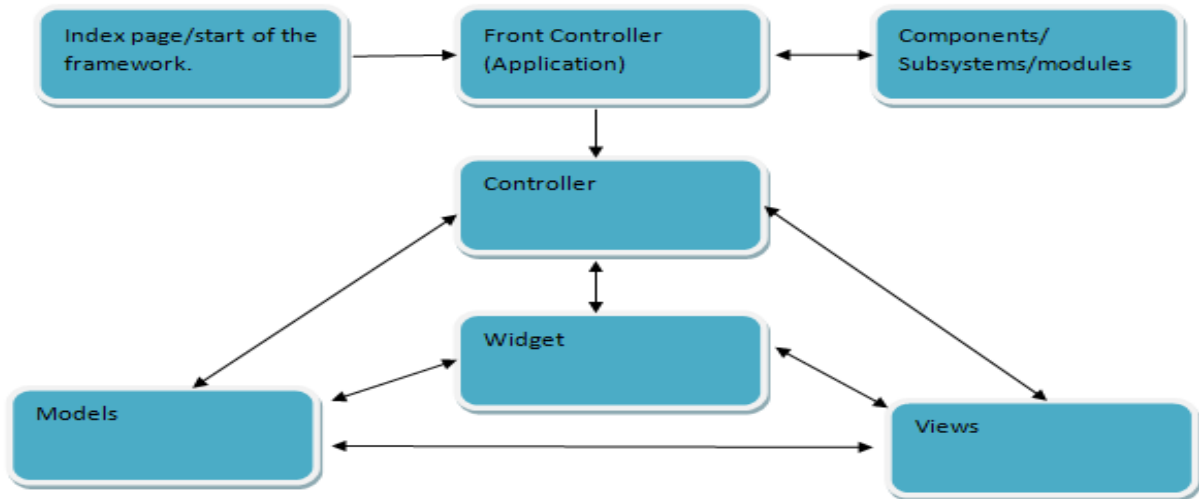 Index page/start of the
framework.
Front Controller
(Application)
Components/
Subsystems/modules
Controller
Widget
Models
Views